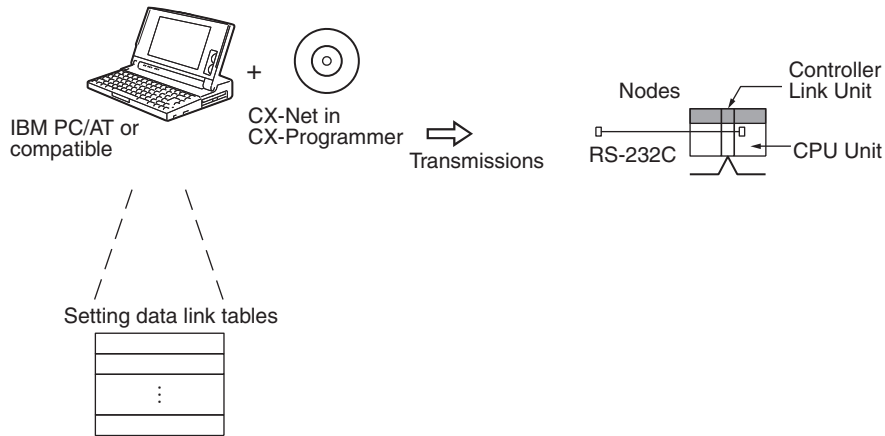 IBM PC/AT or
compatible
+
CX-Net in
CX-Programmer
Transmissions
Nodes
Controller
Link Unit
RS-232C
CPU Unit
Setting data link tables